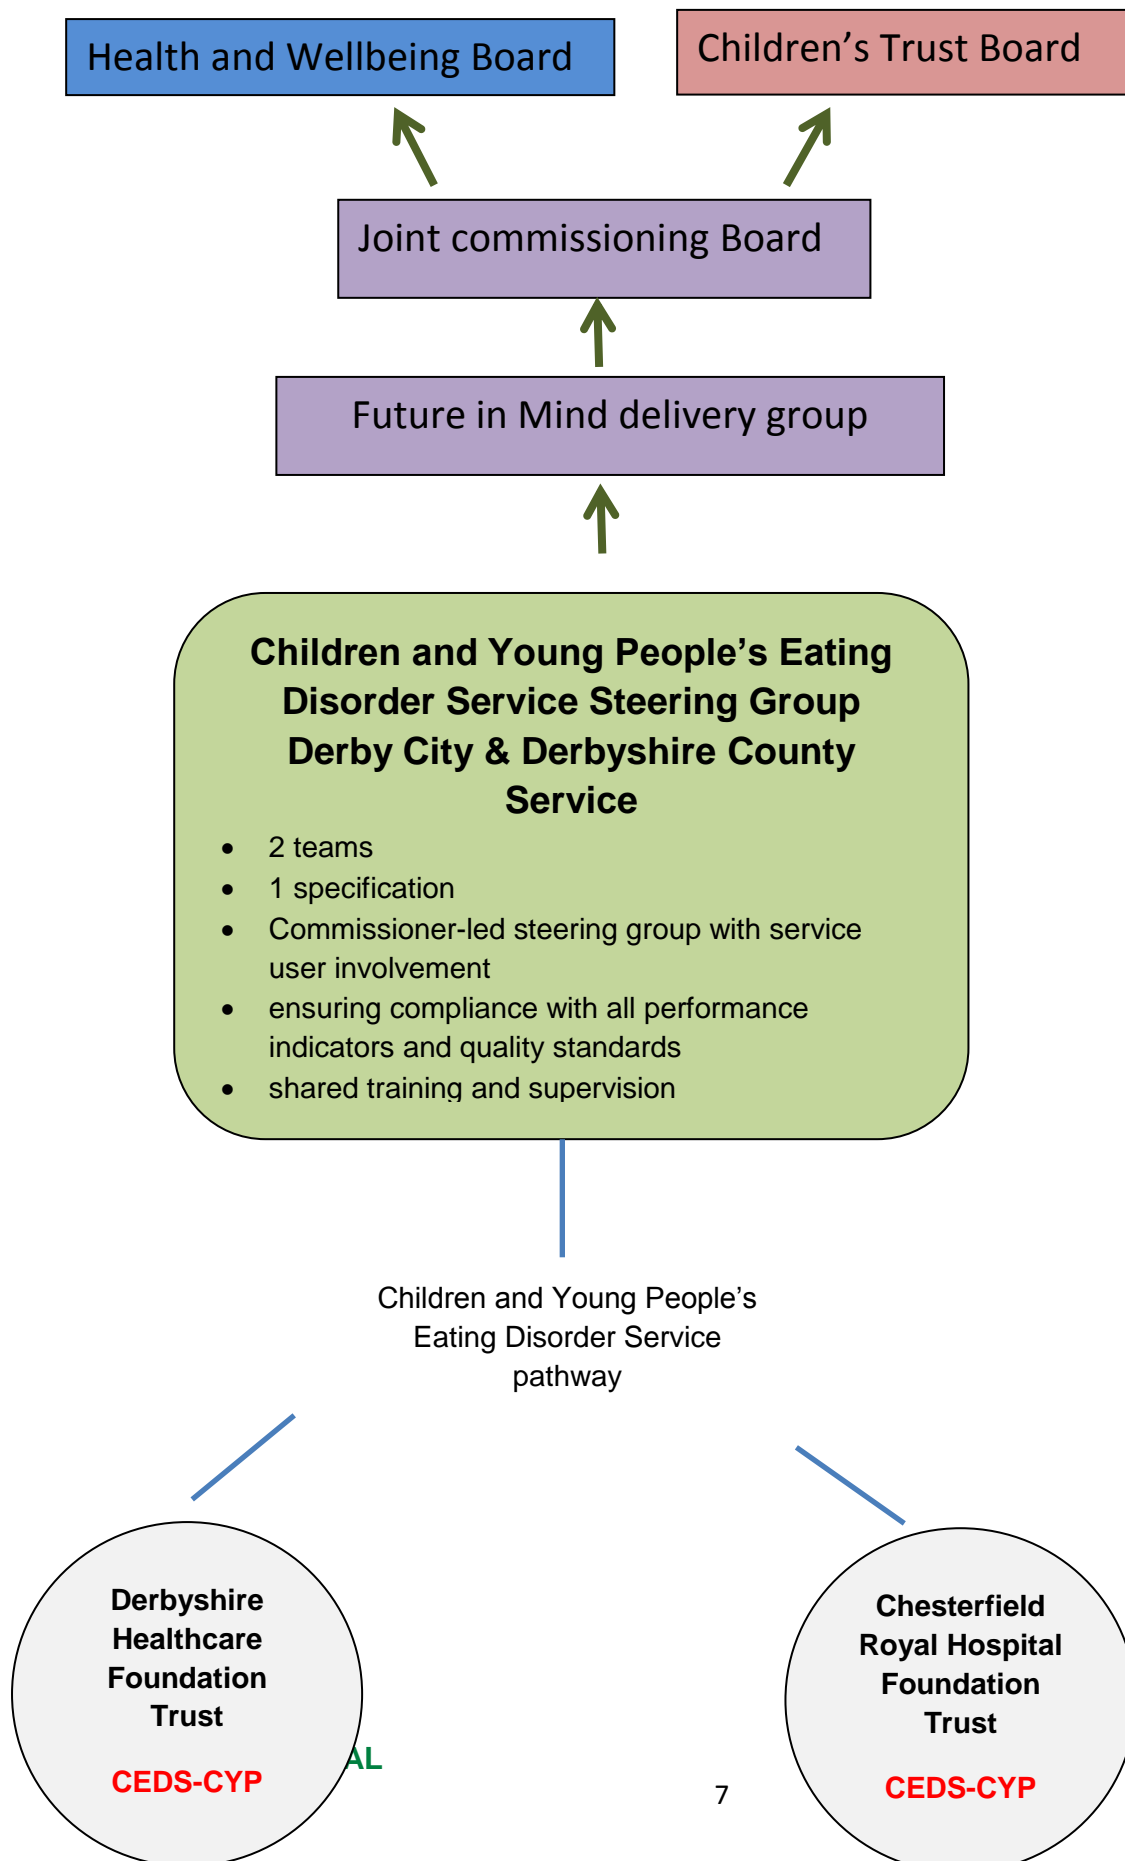 Health and Wellbeing Board
Children’s Trust Board
Joint commissioning Board
Future in Mind delivery group
Children and Young People’s Eating
Disorder Service Steering Group
Derby City & Derbyshire County
Service
• 2 teams
• 1 specification
• Commissioner-led steering group with service
user involvement
• ensuring compliance with all performance
indicators and quality standards
• shared training and supervision
Children and Young People’s
Eating Disorder Service
pathway
Derbyshire
Healthcare
Foundation
Trust
CEDS-CYP
Chesterfield
Royal Hospital
Foundation
Trust
CEDS-CYP
AL
7